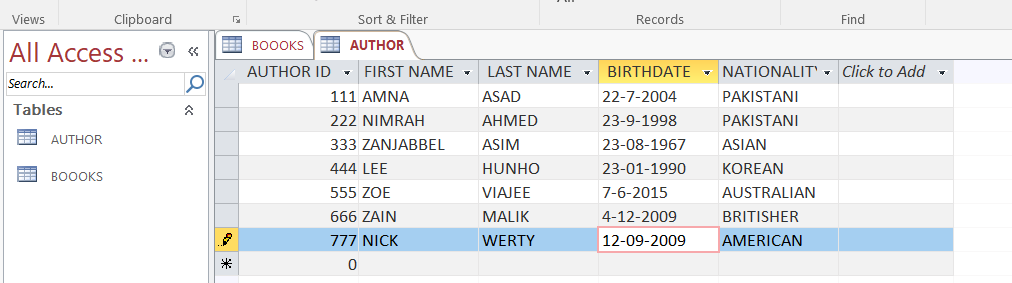 Views Clipboard Sort & Filter Records Find
All Access ...
Search...
Tables
AUTHOR
BOOOKS
BOOOKS AUTHOR
AUTHOR ID FIRST NAME LAST NAME BIRTHDATE NATIONALITY Click to Add
111 AMNA ASAD 22-7-2004 PAKISTANI
222 NIMRAH AHMED 23-9-1998 PAKISTANI
333 ZANJABBEL ASIM 23-08-1967 ASIAN
444 LEE HUNHO 23-01-1990 KOREAN
555 ZOE VIAJEE 7-6-2015 AUSTRALIAN
666 ZAIN MALIK 4-12-2009 BRITISHER
777 NICK WERTY 12-09-2009 AMERICAN
0